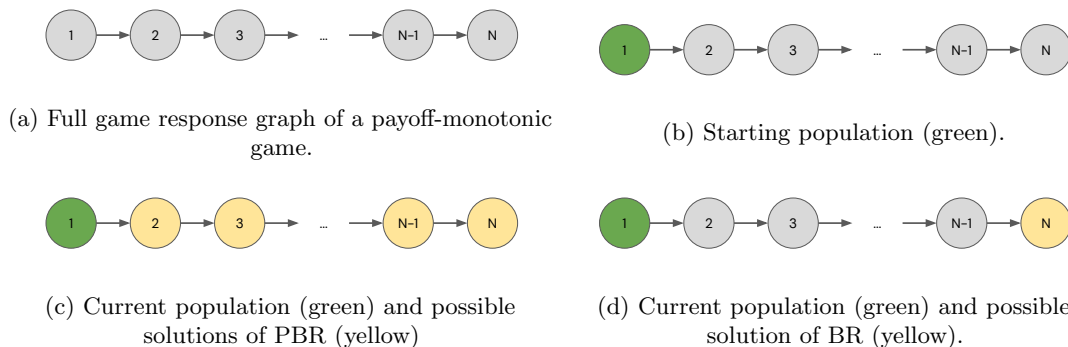 1 2 3 ... N-1 N
(a) Full game response graph of a payoff-monotonic
game.
1 2 3 ... N-1 N
(b) Starting population (green).
1 2 3 ... N-1 N
(c) Current population (green) and possible
solutions of PBR (yellow)
1 2 3 ... N-1 N
(d) Current population (green) and possible
solution of BR (yellow).